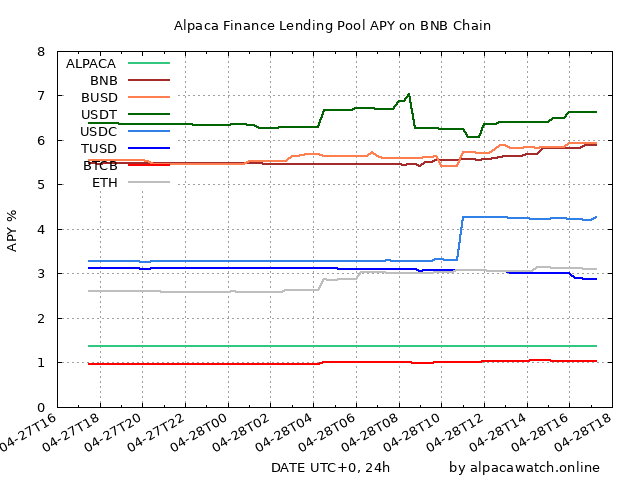 Alpaca Finance Lending Pool APY on BNB Chain
8
7
6
5
4
3
2
1
0
APY %
ALPACA
BNB
BUSD
USDT
USDC
TUSD
BTCB
ETH
04-27T16
04-27T18
04-27T20
04-27T22
04-28T00
04-28T02
04-28T04
04-28T06
04-28T08
04-28T10
04-28T12
04-28T14
04-28T16
04-28T18
DATE UTC+0, 24h
by alpacawatch.online